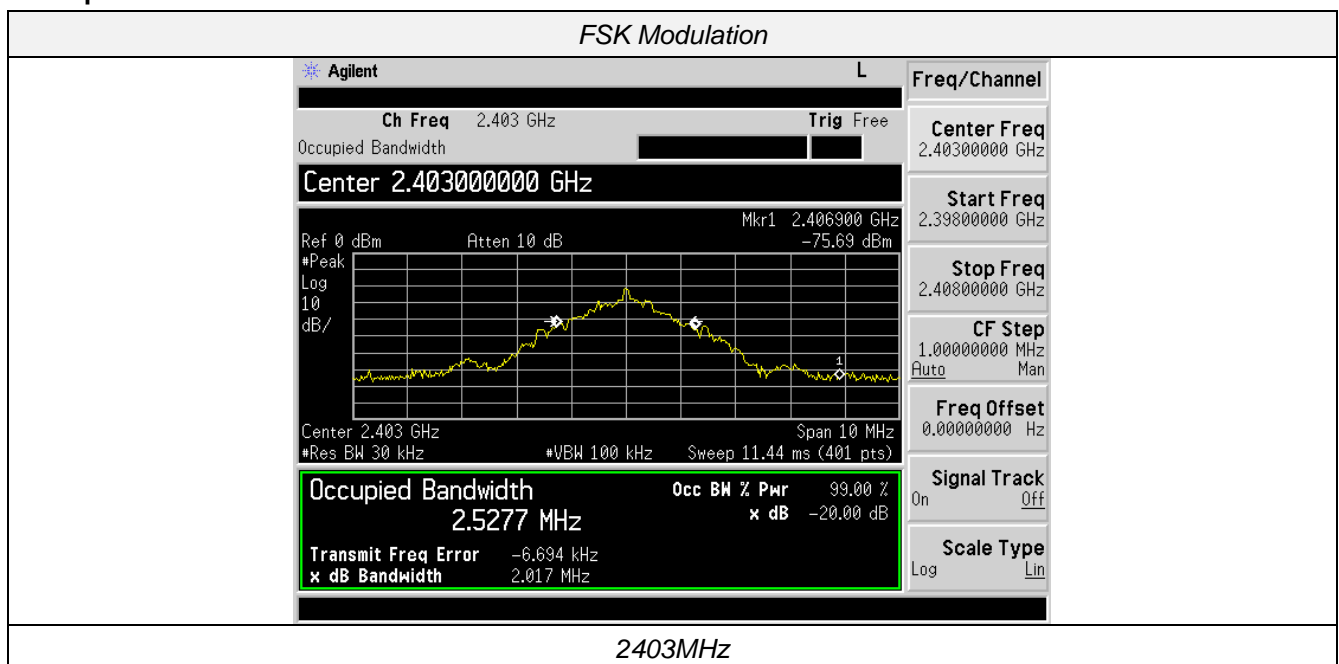 FSK Modulation
Agilent L
Freq/Channel
Ch Freq 2.403 GHz Trig Free
Occupied Bandwidth
Center 2.403000000 GHz
Mkr1 2.406900 GHz
Ref 0 dBm Atten 10 dB -75.69 dBm
#Peak
Log
10
dB/
1
Center 2.403 GHz Span 10 MHz
#Res BW 30 kHz #VBW 100 kHz Sweep 11.44 ms (401 pts)
Occupied Bandwidth Occ BW % Pwr 99.00 %
2.5277 MHz x dB -20.00 dB
Transmit Freq Error -6.694 kHz
x dB Bandwidth 2.017 MHz
Center Freq
2.40300000 GHz
Start Freq
2.39800000 GHz
Stop Freq
2.40800000 GHz
CF Step
1.00000000 MHz
Auto Man
Freq Offset
0.00000000 Hz
Signal Track
On Off
Scale Type
Log Lin
2403MHz